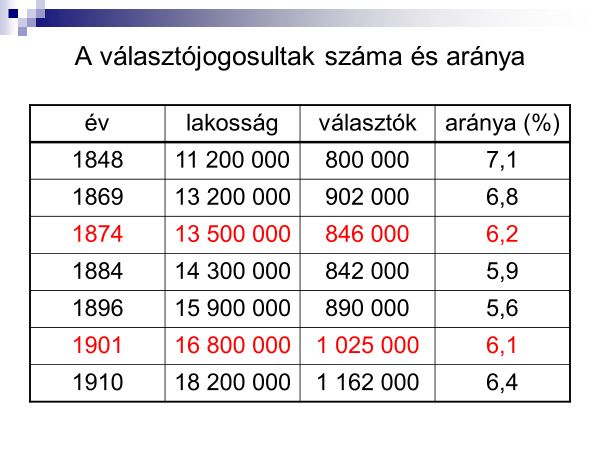 A választójogosultak száma és aránya
év lakosság választók aránya (%)
1848 11 200 000 800 000 7,1
1869 13 200 000 902 000 6,8
1874 13 500 000 846 000 6,2
1884 14 300 000 842 000 5,9
1896 15 900 000 890 000 5,6
1901 16 800 000 1 025 000 6,1
1910 18 200 000 1 162 000 6,4